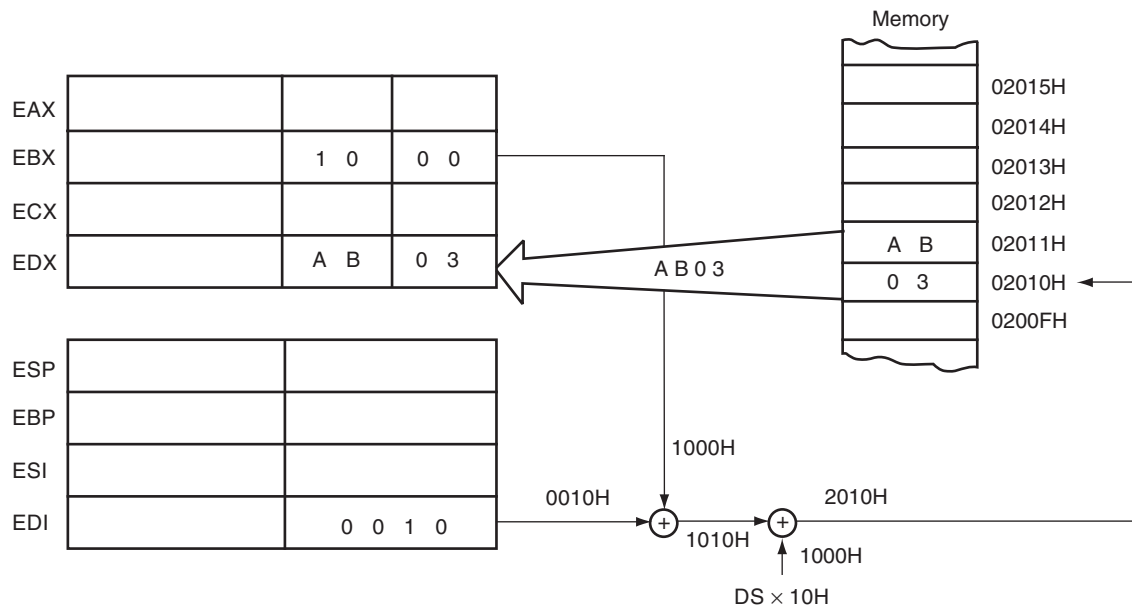 Memory
02015H
EAX
02014H
EBX 1 0 0 0
02013H
ECX
02012H
EDX A B 0 3
A B 0 3
A B 02011H
0 3 02010H
0200FH
ESP
EBP
ESI
1000H
EDI 0 0 1 0
0010H
+
1010H
+
2010H
1000H
DS × 10H